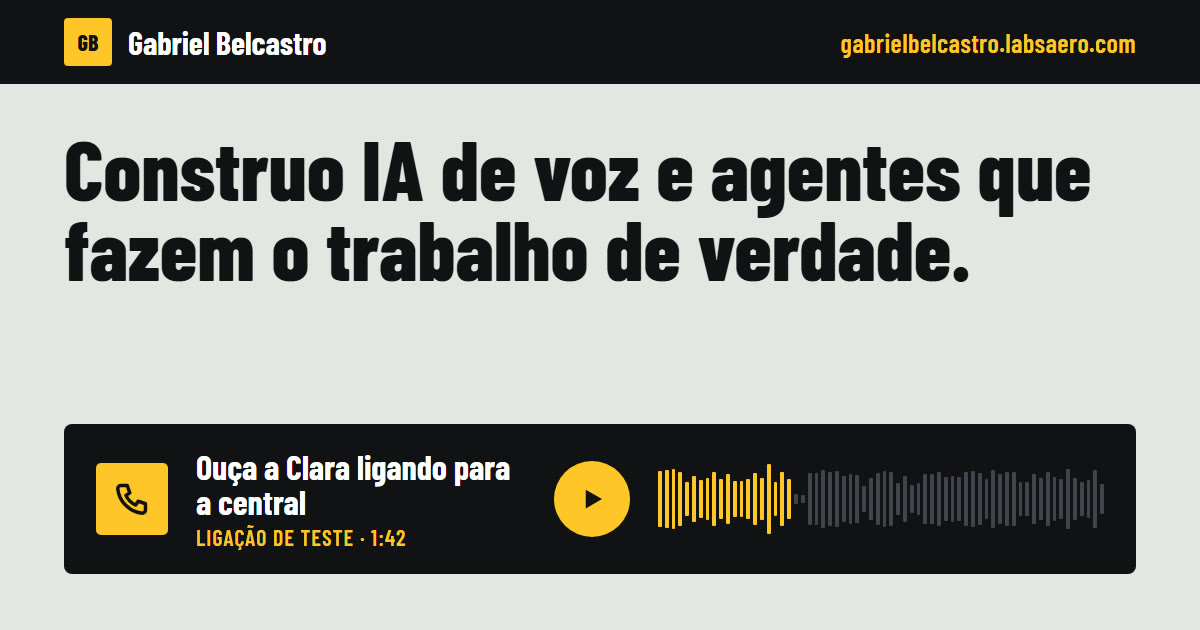 GB
Gabriel Belcastro
gabrielbelcastro.labsaero.com
Construo IA de voz e agentes que
fazem o trabalho de verdade.
Ouça a Clara ligando para
a central
LIGAÇÃO DE TESTE · 1:42